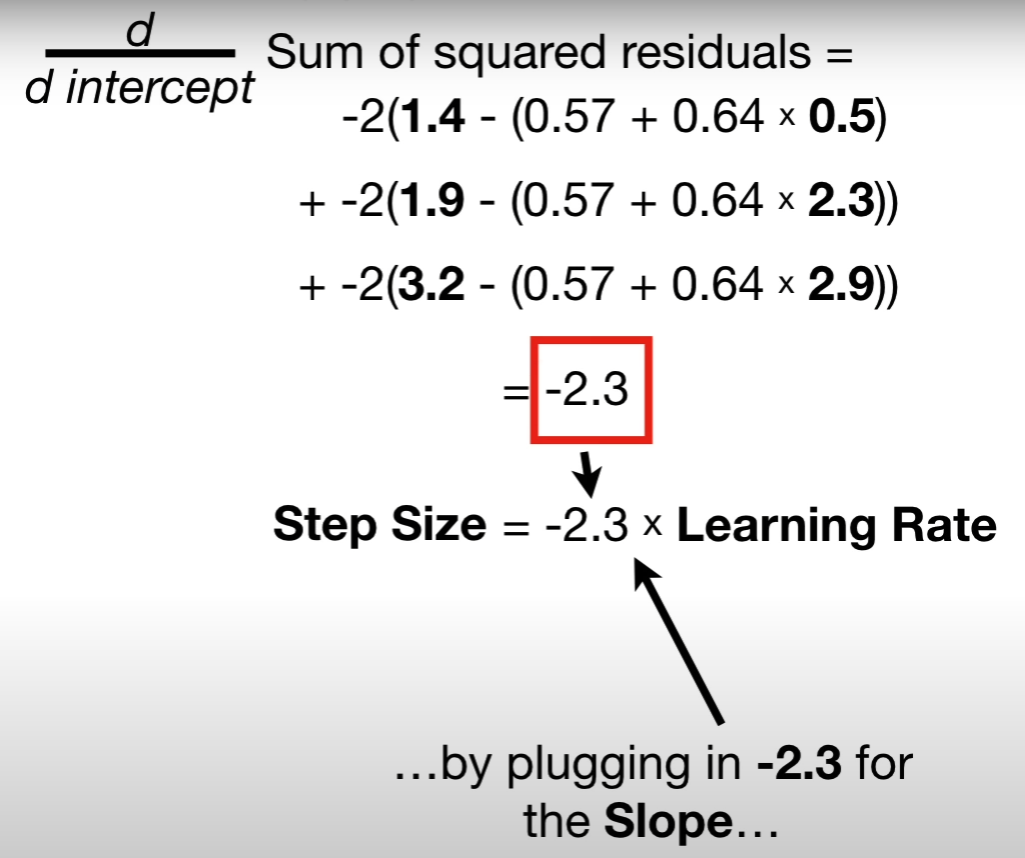 d
d intercept
Sum of squared residuals =
-2(1.4 - (0.57 + 0.64 × 0.5)
+ -2(1.9 - (0.57 + 0.64 × 2.3))
+ -2(3.2 - (0.57 + 0.64 × 2.9))
= -2.3
Step Size = -2.3 × Learning Rate
…by plugging in -2.3 for
the Slope…